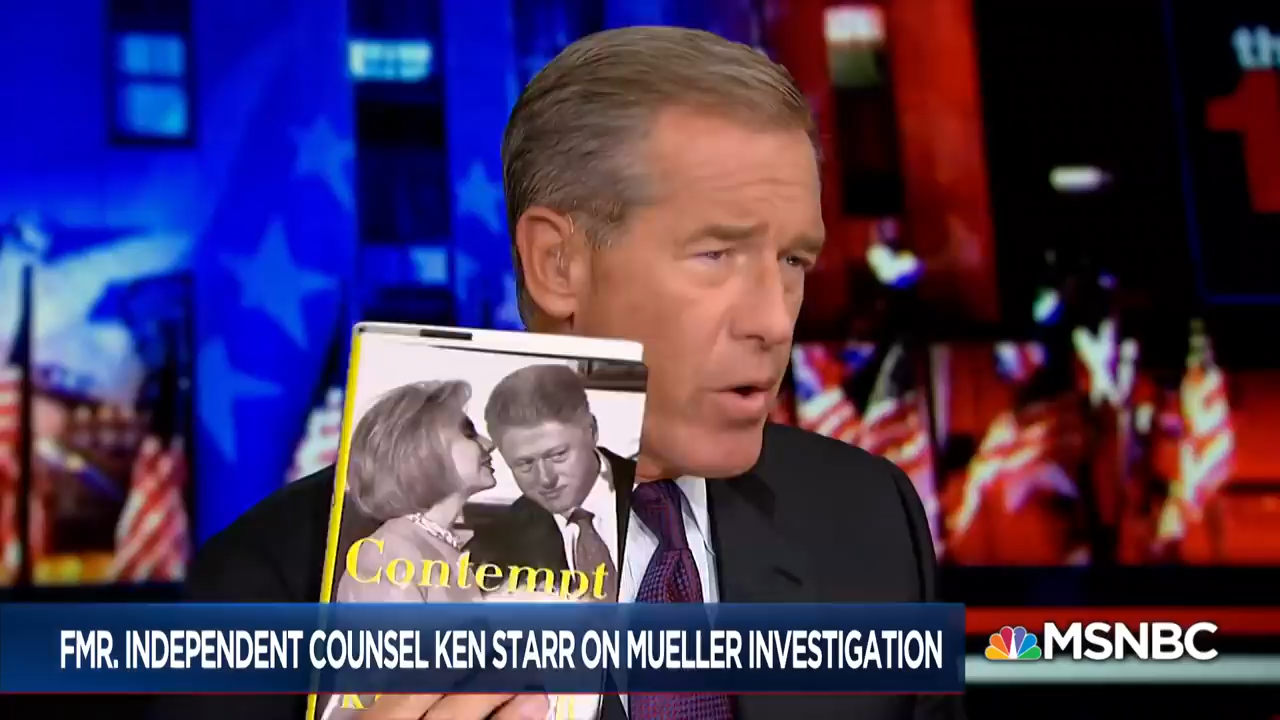 Contempt
FMR. INDEPENDENT COUNSEL KEN STARR ON MUELLER INVESTIGATION
MSNBC